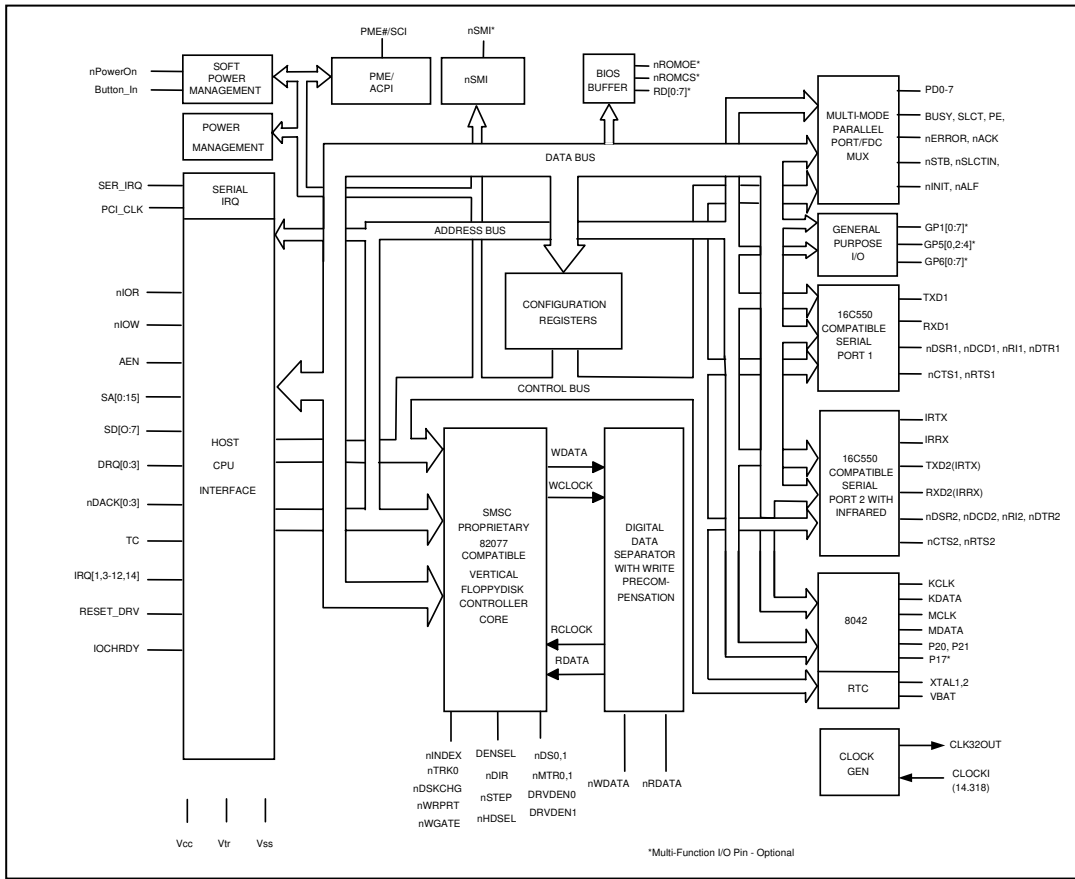 PME#/SCI
nSMI*
nPowerOn
Button_In
SOFT
POWER
MANAGEMENT
PME/
ACPI
nSMI
BIOS
BUFFER
nROMOE*
nROMCS*
RD[0:7]*
POWER
MANAGEMENT
DATA BUS
MULTI-MODE
PARALLEL
PORT/FDC
MUX
PD0-7
BUSY, SLCT, PE,
nERROR, nACK
nSTB, nSLCTIN,
nINIT, nALF
SER_IRQ
PCI_CLK
SERIAL
IRQ
ADDRESS BUS
GENERAL
PURPOSE
I/O
GP1[0:7]*
GP5[0,2:4]*
GP6[0:7]*
nIOR
nIOW
AEN
SA[0:15]
SD[O:7]
DRQ[0:3]
nDACK[0:3]
TC
IRQ[1,3-12,14]
RESET_DRV
IOCHRDY
HOST
CPU
INTERFACE
CONFIGURATION
REGISTERS
CONTROL BUS
16C550
COMPATIBLE
SERIAL
PORT 1
TXD1
RXD1
nDSR1, nDCD1, nRI1, nDTR1
nCTS1, nRTS1
SMSC
PROPRIETARY
82077
COMPATIBLE
VERTICAL
FLOPPYDISK
CONTROLLER
CORE
WDATA
WCLOCK
RCLOCK
RDATA
DIGITAL
DATA
SEPARATOR
WITH WRITE
PRECOM-
PENSATION
16C550
COMPATIBLE
SERIAL
PORT 2 WITH
INFRARED
IRTX
IRRX
TXD2(IRTX)
RXD2(IRRX)
nDSR2, nDCD2, nRI2, nDTR2
nCTS2, nRTS2
8042
KCLK
KDATA
MCLK
MDATA
P20, P21
P17*
RTC
XTAL1,2
VBAT
CLOCK
GEN
CLK32OUT
CLOCKI
(14.318)
nINDEX
nTRK0
nDSKCHG
nWRPRT
nWGATE
DENSEL
nDIR
nSTEP
nHDSEL
nDS0,1
nMTR0,1
DRVDEN0
DRVDEN1
nWDATA
nRDATA
Vcc
Vtr
Vss
*Multi-Function I/O Pin - Optional